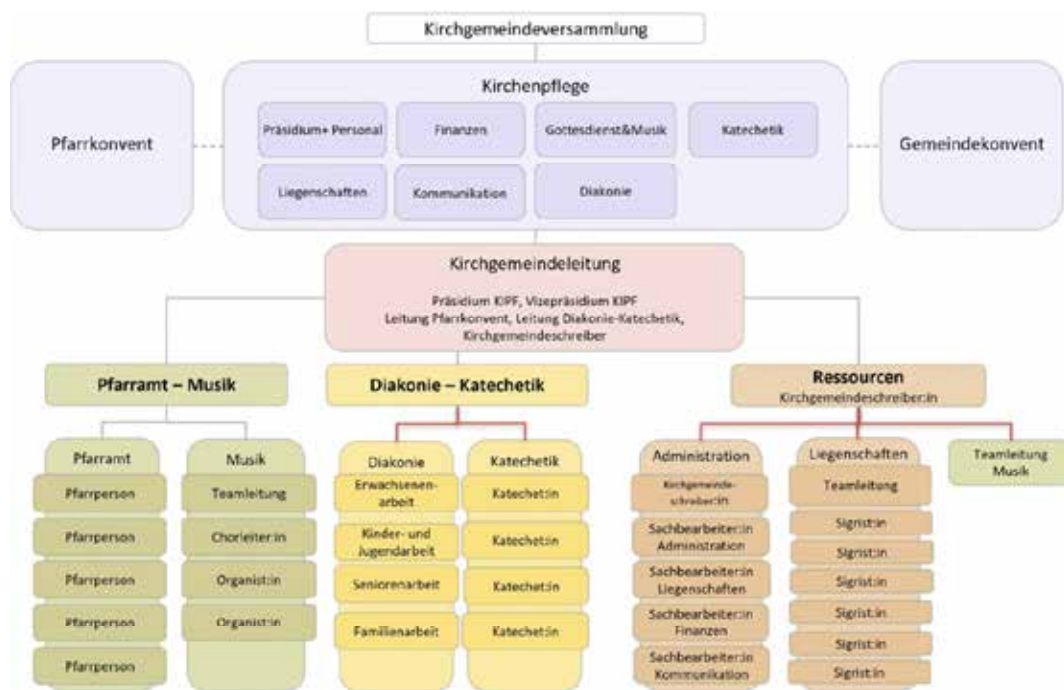 Kirchgemeindeversammlung
Pfarrkonvent
Kirchenpflege
Präsidium+ Personal
Finanzen
Gottesdienst&Musik
Katechetik
Liegenschaften
Kommunikation
Diakonie
Gemeindekonvent
Kirchgemeindeleitung
Präsidium KIPF, Vizepräsidium KIPF
Leitung Pfarrkonvent, Leitung Diakonie-Katechetik,
Kirchgemeindeschreiber
Pfarramt – Musik
Pfarramt
Pfarrperson
Pfarrperson
Pfarrperson
Pfarrperson
Pfarrperson
Musik
Teamleitung
Chorleiter:in
Organist:in
Organist:in
Diakonie – Katechetik
Diakonie
Erwachsenen-
arbeit
Kinder- und
Jugendarbeit
Seniorenarbeit
Familienarbeit
Katechetik
Katechet:in
Katechet:in
Katechet:in
Katechet:in
Ressourcen
Kirchgemeindeschreiber:in
Administration
Kirchgemeinde-
schreiber:in
Sachbearbeiter:in
Administration
Sachbearbeiter:in
Liegenschaften
Sachbearbeiter:in
Finanzen
Sachbearbeiter:in
Kommunikation
Liegenschaften
Teamleitung
Sigrist:in
Sigrist:in
Sigrist:in
Sigrist:in
Sigrist:in
Sigrist:in
Teamleitung
Musik